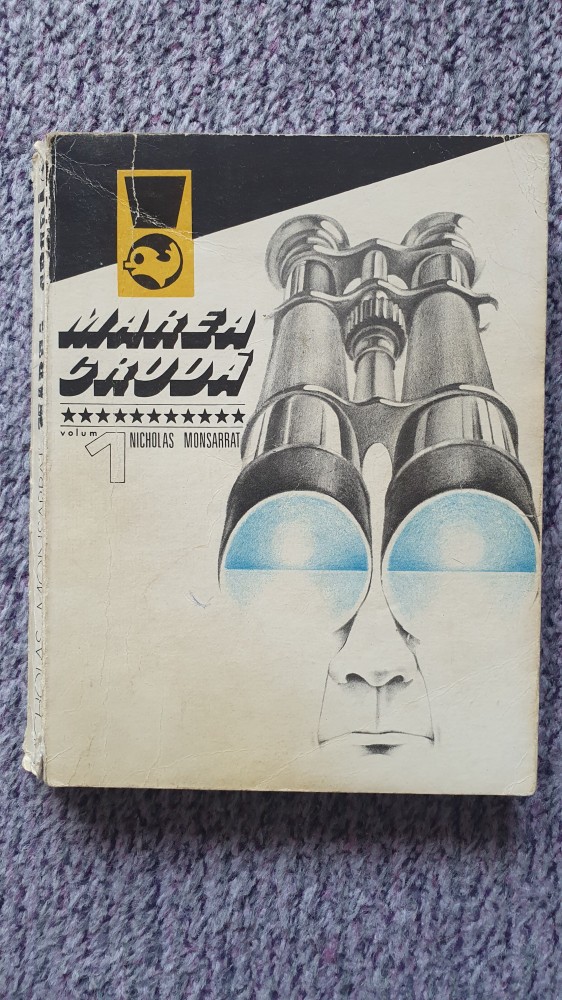 MAREA
CRUDĂ
volum
1
NICHOLAS MONSARRAT